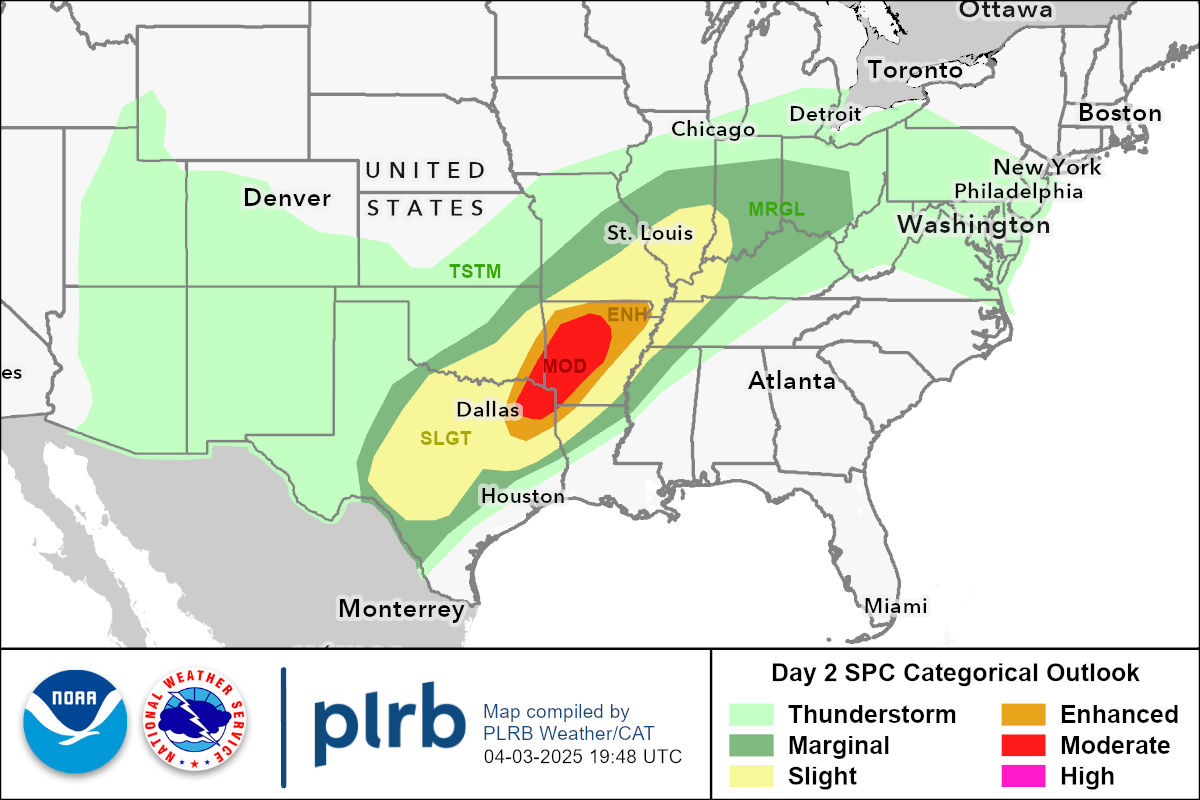 Ottawa
Toronto
Detroit
Boston
Chicago
UNITED
STATES
Denver
New York
Philadelphia
MRGL
Washington
St. Louis
TSTM
ENH
es
MOD
Atlanta
Dallas
SLGT
Houston
Monterrey
Miami
NOAA
NATIONAL WEATHER SERVICE
plrb
Map compiled by
PLRB Weather/CAT
04-03-2025 19:48 UTC
Day 2 SPC Categorical Outlook
Thunderstorm
Enhanced
Marginal
Moderate
Slight
High